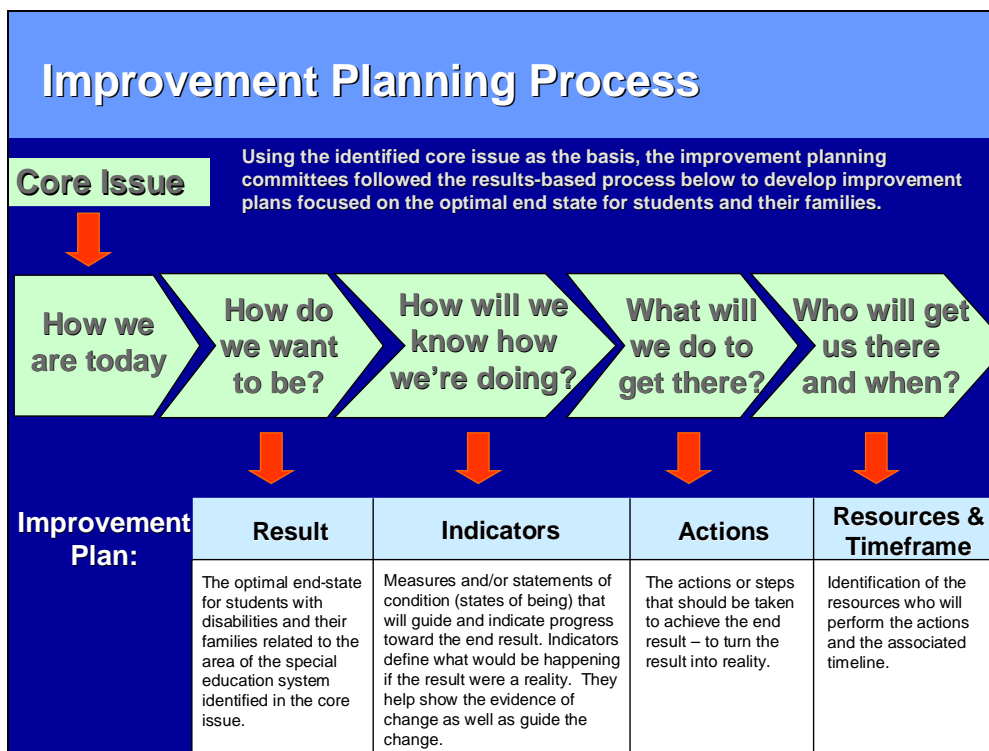 Improvement Planning Process
Core Issue
Using the identified core issue as the basis, the improvement planning
committees followed the results-based process below to develop improvement
plans focused on the optimal end state for students and their families.
How we
are today
How do
we want
to be?
How will we
know how
we’re doing?
What will
we do to
get there?
Who will get
us there
and when?
Improvement
Plan:
Result
Indicators
Actions
Resources &
Timeframe
The optimal end-state
for students with
disabilities and their
families related to the
area of the special
education system
identified in the core
issue.
Measures and/or statements of
condition (states of being) that
will guide and indicate progress
toward the end result. Indicators
define what would be happening
if the result were a reality.  They
help show the evidence of
change as well as guide the
change.
The actions or steps
that should be taken
to achieve the end
result – to turn the
result into reality.
Identification of the
resources who will
perform the actions
and the associated
timeline.